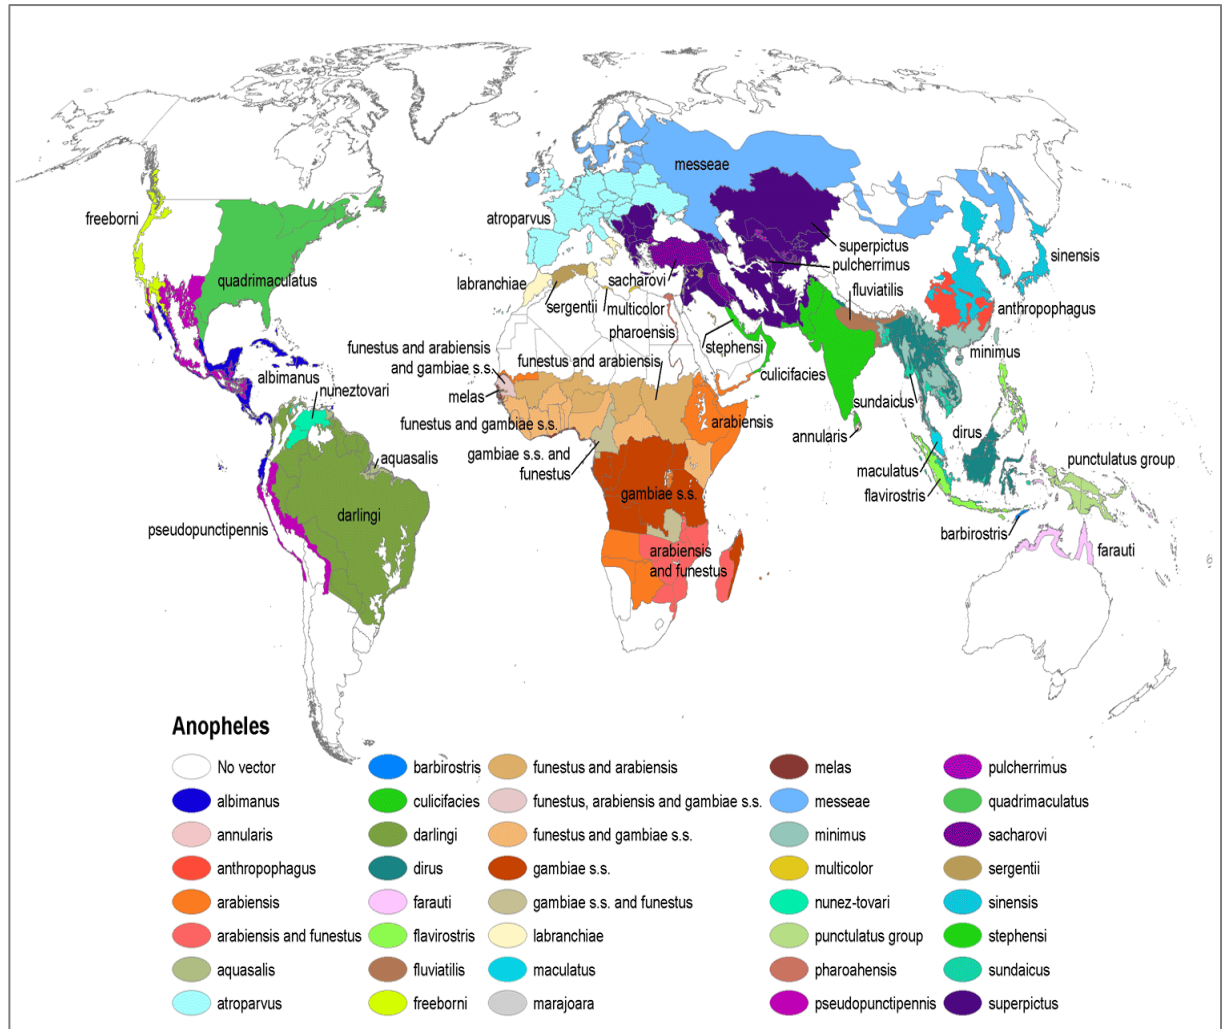 messeae
freeborni
atroparvus
superpictus
pulcherrimus
sinensis
quadrimaculatus
labranchiae
sacharovi
fluviatilis
sergentii
multicolor
anthropophagus
pharoensis
stephensi
minimus
funestus and arabiensis
and gambiae s.s.
funestus and arabiensis
albimanus
nuneztovari
culicifacies
melas
sundaicus
funestus and gambiae s.s.
arabiensis
annularis
dirus
aquasalis
gambiae s.s. and
funestus
maculatus
punctulatus group
flavirostris
gambiae s.s.
darlingi
pseudopunctipennis
barbirostris
arabiensis
and funestus
farauti
Anopheles
No vector
albimanus
annularis
anthropophagus
arabiensis
arabiensis and funestus
aquasalis
atroparvus
barbirostris
culicifacies
darlingi
dirus
farauti
flavirostris
fluviatilis
freeborni
funestus and arabiensis
funestus, arabiensis and gambiae s.s.
funestus and gambiae s.s.
gambiae s.s.
gambiae s.s. and funestus
labranchiae
maculatus
marajoara
melas
messeae
minimus
multicolor
nunez-tovari
punctulatus group
pharoahensis
pseudopunctipennis
pulcherrimus
quadrimaculatus
sacharovi
sergentii
sinensis
stephensi
sundaicus
superpictus